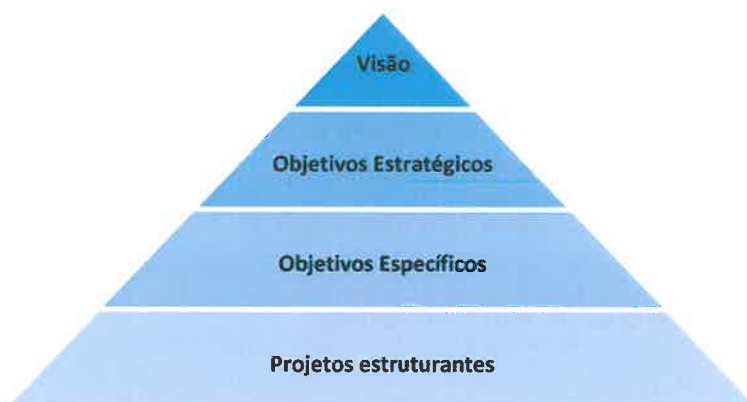 Visão
Objetivos Estratégicos
Objetivos Específicos
Projetos estruturantes